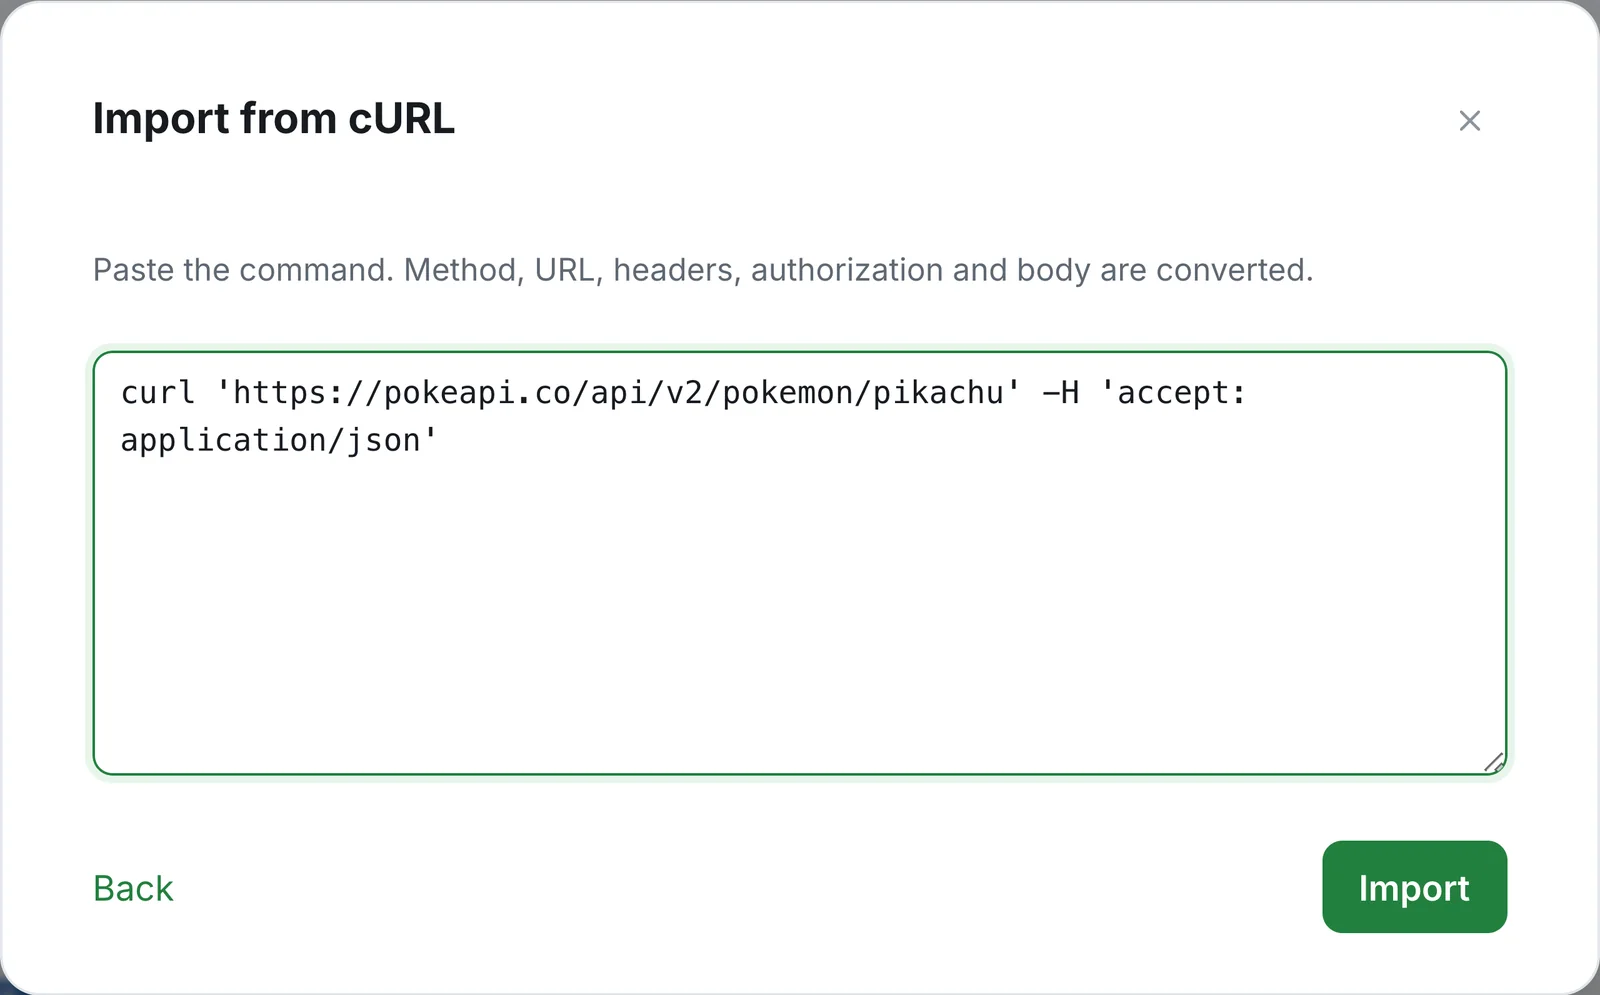 Import from cURL
Paste the command. Method, URL, headers, authorization and body are converted.
curl 'https://pokeapi.co/api/v2/pokemon/pikachu' -H 'accept:
application/json'
Back
Import